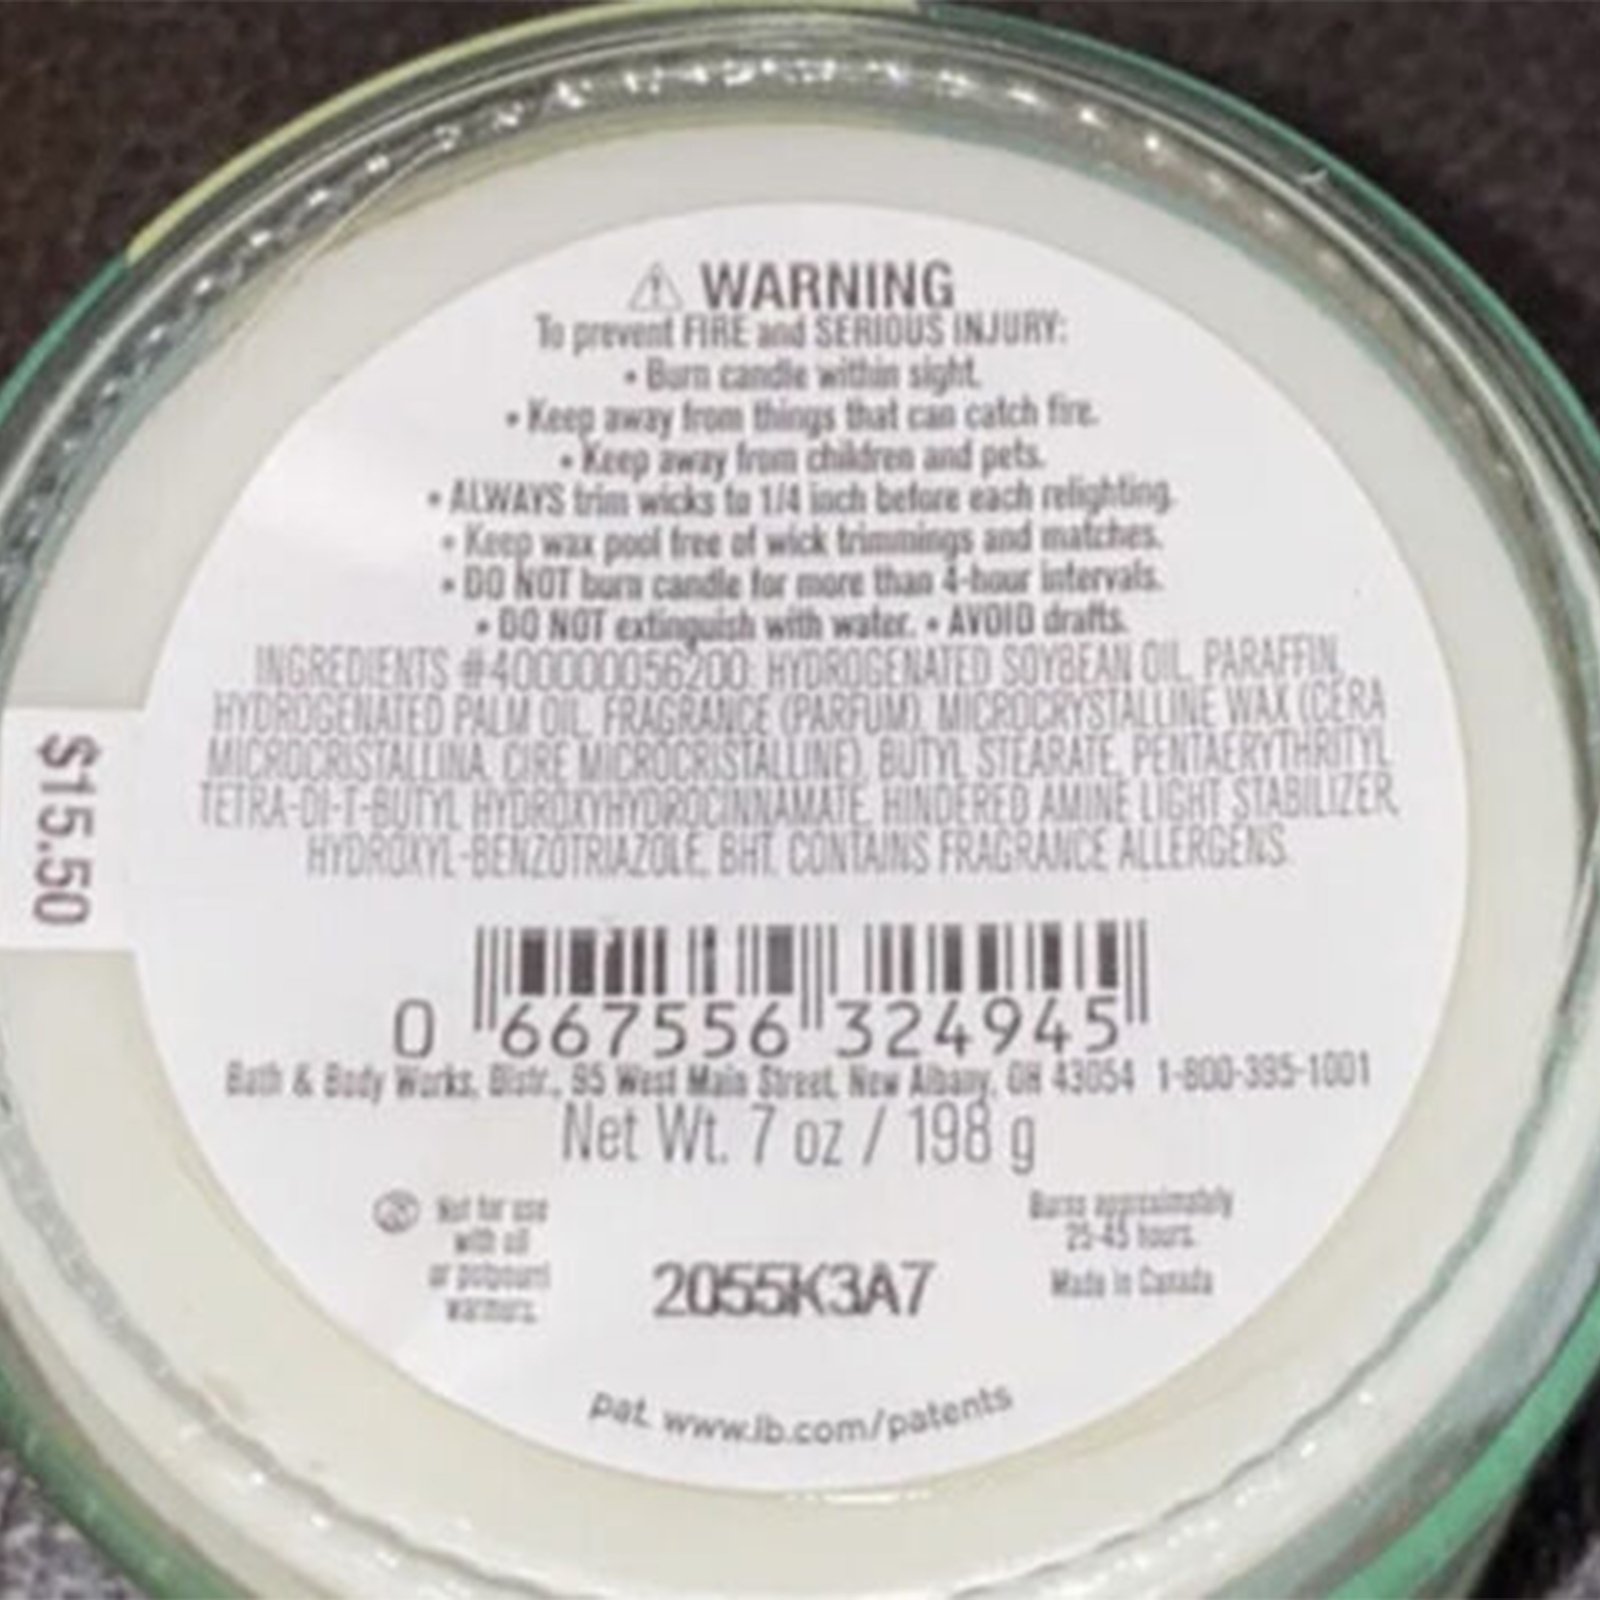 ⚠ WARNING
To prevent FIRE and SERIOUS INJURY:
• Burn candle within sight.
• Keep away from things that can catch fire.
• Keep away from children and pets.
• ALWAYS trim wicks to 1/4 inch before each relighting.
• Keep wax pool free of wick trimmings and matches.
• DO NOT burn candle for more than 4-hour intervals.
• DO NOT extinguish with water. • AVOID drafts.
INGREDIENTS #400000056200: HYDROGENATED SOYBEAN OIL, PARAFFIN,
HYDROGENATED PALM OIL, FRAGRANCE (PARFUM), MICROCRYSTALLINE WAX (CERA
MICROCRISTALLINA, CIRE MICROCRISTALLINE), BUTYL STEARATE, PENTAERYTHRITYL
TETRA-DI-T-BUTYL HYDROXYHYDROCINNAMATE, HINDERED AMINE LIGHT STABILIZER,
HYDROXYL-BENZOTRIAZOLE, BHT. CONTAINS FRAGRANCE ALLERGENS.
$15.50
0 667556 324945
Bath & Body Works, Distr., 95 West Main Street, New Albany, OH 43054 1-800-395-1001
Net Wt. 7 oz / 198 g
Not for use
with oil
or potpourri
warmers.
2055K3A7
Burns approximately
25-45 hours.
Made in Canada
pat. www.lb.com/patents